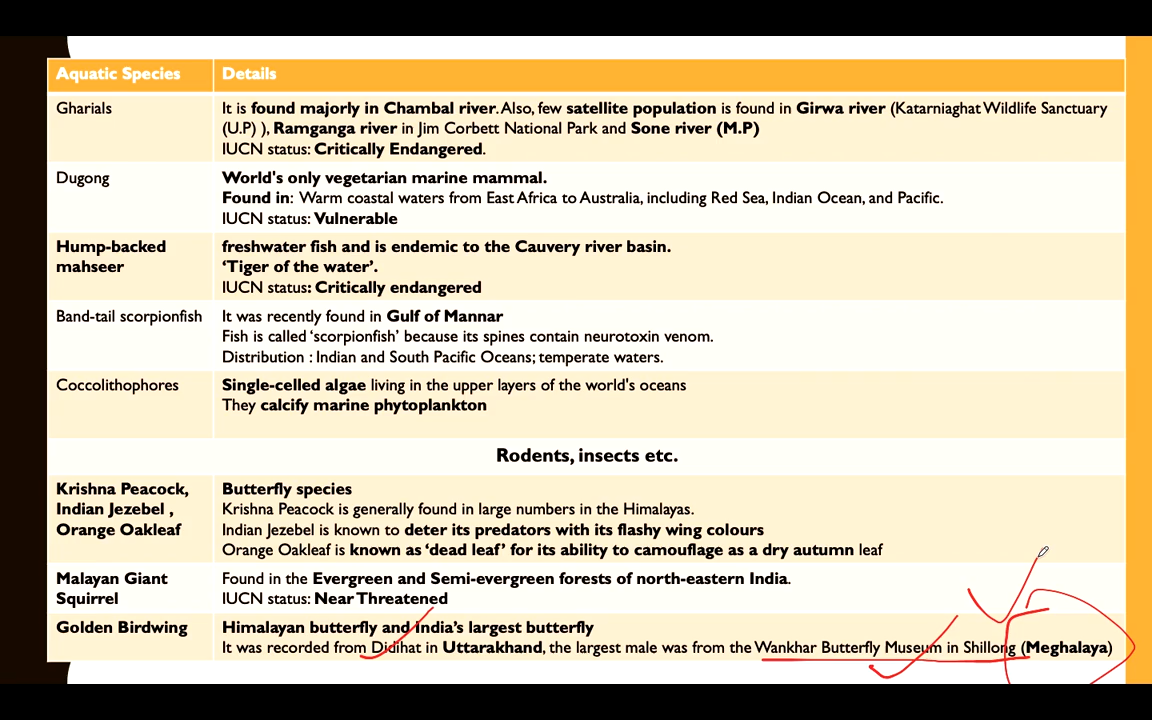 Aquatic Species Details
Gharials It is found majorly in Chambal river. Also, few satellite population is found in Girwa river (Katarniaghat Wildlife Sanctuary
(U.P) ), Ramganga river in Jim Corbett National Park and Sone river (M.P)
IUCN status: Critically Endangered.
Dugong World's only vegetarian marine mammal.
Found in: Warm coastal waters from East Africa to Australia, including Red Sea, Indian Ocean, and Pacific.
IUCN status: Vulnerable
Hump-backed freshwater fish and is endemic to the Cauvery river basin.
mahseer ‘Tiger of the water’.
IUCN status: Critically endangered
Band-tail scorpionfish It was recently found in Gulf of Mannar
Fish is called ‘scorpionfish’ because its spines contain neurotoxin venom.
Distribution : Indian and South Pacific Oceans; temperate waters.
Coccolithophores Single-celled algae living in the upper layers of the world's oceans
They calcify marine phytoplankton
Rodents, insects etc.
Krishna Peacock, Butterfly species
Indian Jezebel , Krishna Peacock is generally found in large numbers in the Himalayas.
Orange Oakleaf Indian Jezebel is known to deter its predators with its flashy wing colours
Orange Oakleaf is known as ‘dead leaf’ for its ability to camouflage as a dry autumn leaf
Malayan Giant Found in the Evergreen and Semi-evergreen forests of north-eastern India.
Squirrel IUCN status: Near Threatened
Golden Birdwing Himalayan butterfly and India’s largest butterfly
It was recorded from Didihat in Uttarakhand, the largest male was from the Wankhar Butterfly Museum in Shillong (Meghalaya)